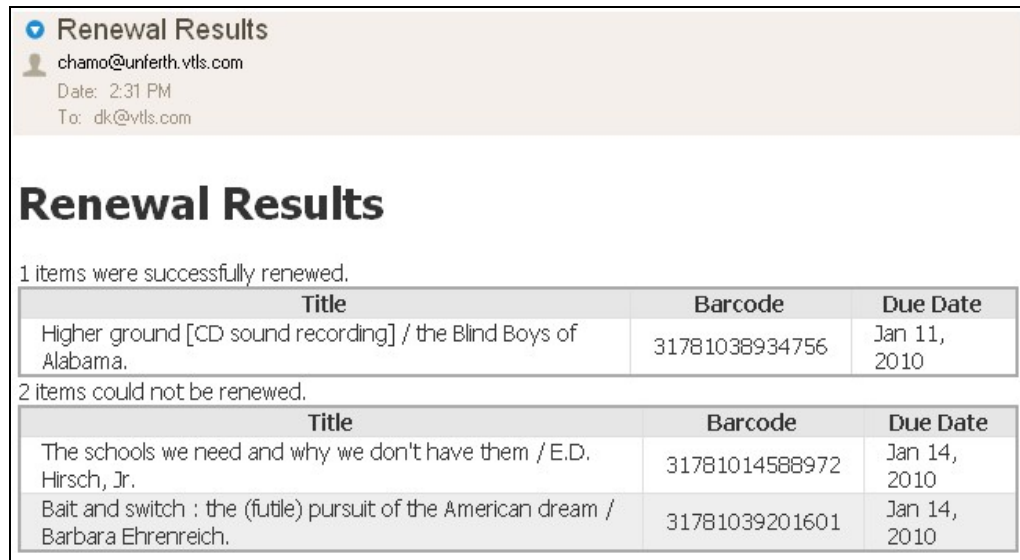 Renewal Results
chamo@unferth.vtls.com
Date: 2:31 PM
To: dk@vtls.com
Renewal Results
1 items were successfully renewed.
Title Barcode Due Date
Higher ground [CD sound recording] / the Blind Boys of
Alabama. 31781038934756 Jan 11,
2010
2 items could not be renewed.
Title Barcode Due Date
The schools we need and why we don't have them / E.D.
Hirsch, Jr. 31781014588972 Jan 14,
2010
Bait and switch : the (futile) pursuit of the American dream /
Barbara Ehrenreich. 31781039201601 Jan 14,
2010